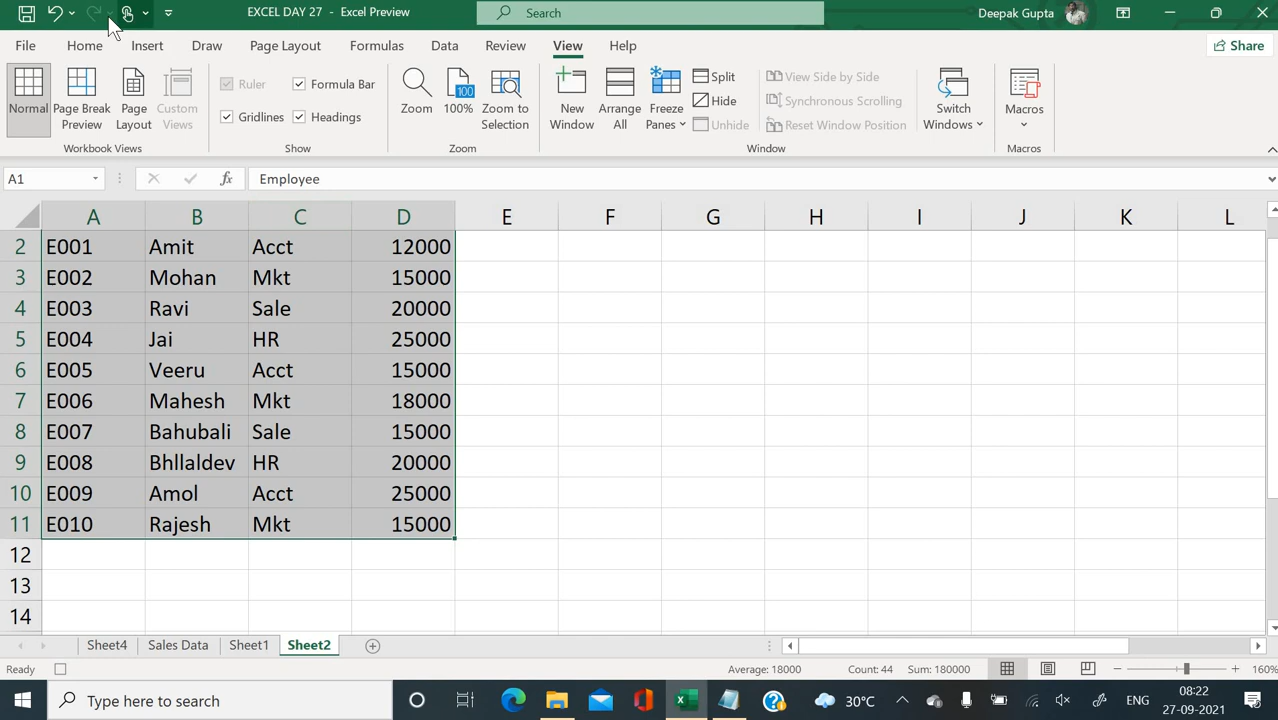 EXCEL DAY 27 - Excel Preview
Search
Deepak Gupta
File Home Insert Draw Page Layout Formulas Data Review View Help
Share
Normal
Page Break Preview
Page Layout
Custom Views
Workbook Views
Ruler
Formula Bar
Gridlines
Headings
Show
Zoom
100
100%
Zoom to Selection
Zoom
New Window
Arrange All
Freeze Panes
Split
Hide
Unhide
View Side by Side
Synchronous Scrolling
Reset Window Position
Window
Switch Windows
Macros
Macros
A1
fx
Employee
A B C D E F G H I J K L
2 E001 Amit Acct 12000
3 E002 Mohan Mkt 15000
4 E003 Ravi Sale 20000
5 E004 Jai HR 25000
6 E005 Veeru Acct 15000
7 E006 Mahesh Mkt 18000
8 E007 Bahubali Sale 15000
9 E008 Bhllaldev HR 20000
10 E009 Amol Acct 25000
11 E010 Rajesh Mkt 15000
12
13
14
Sheet4 Sales Data Sheet1 Sheet2
Ready
Average: 18000 Count: 44 Sum: 180000
160%
Type here to search
30°C
ENG
08:22
27-09-2021